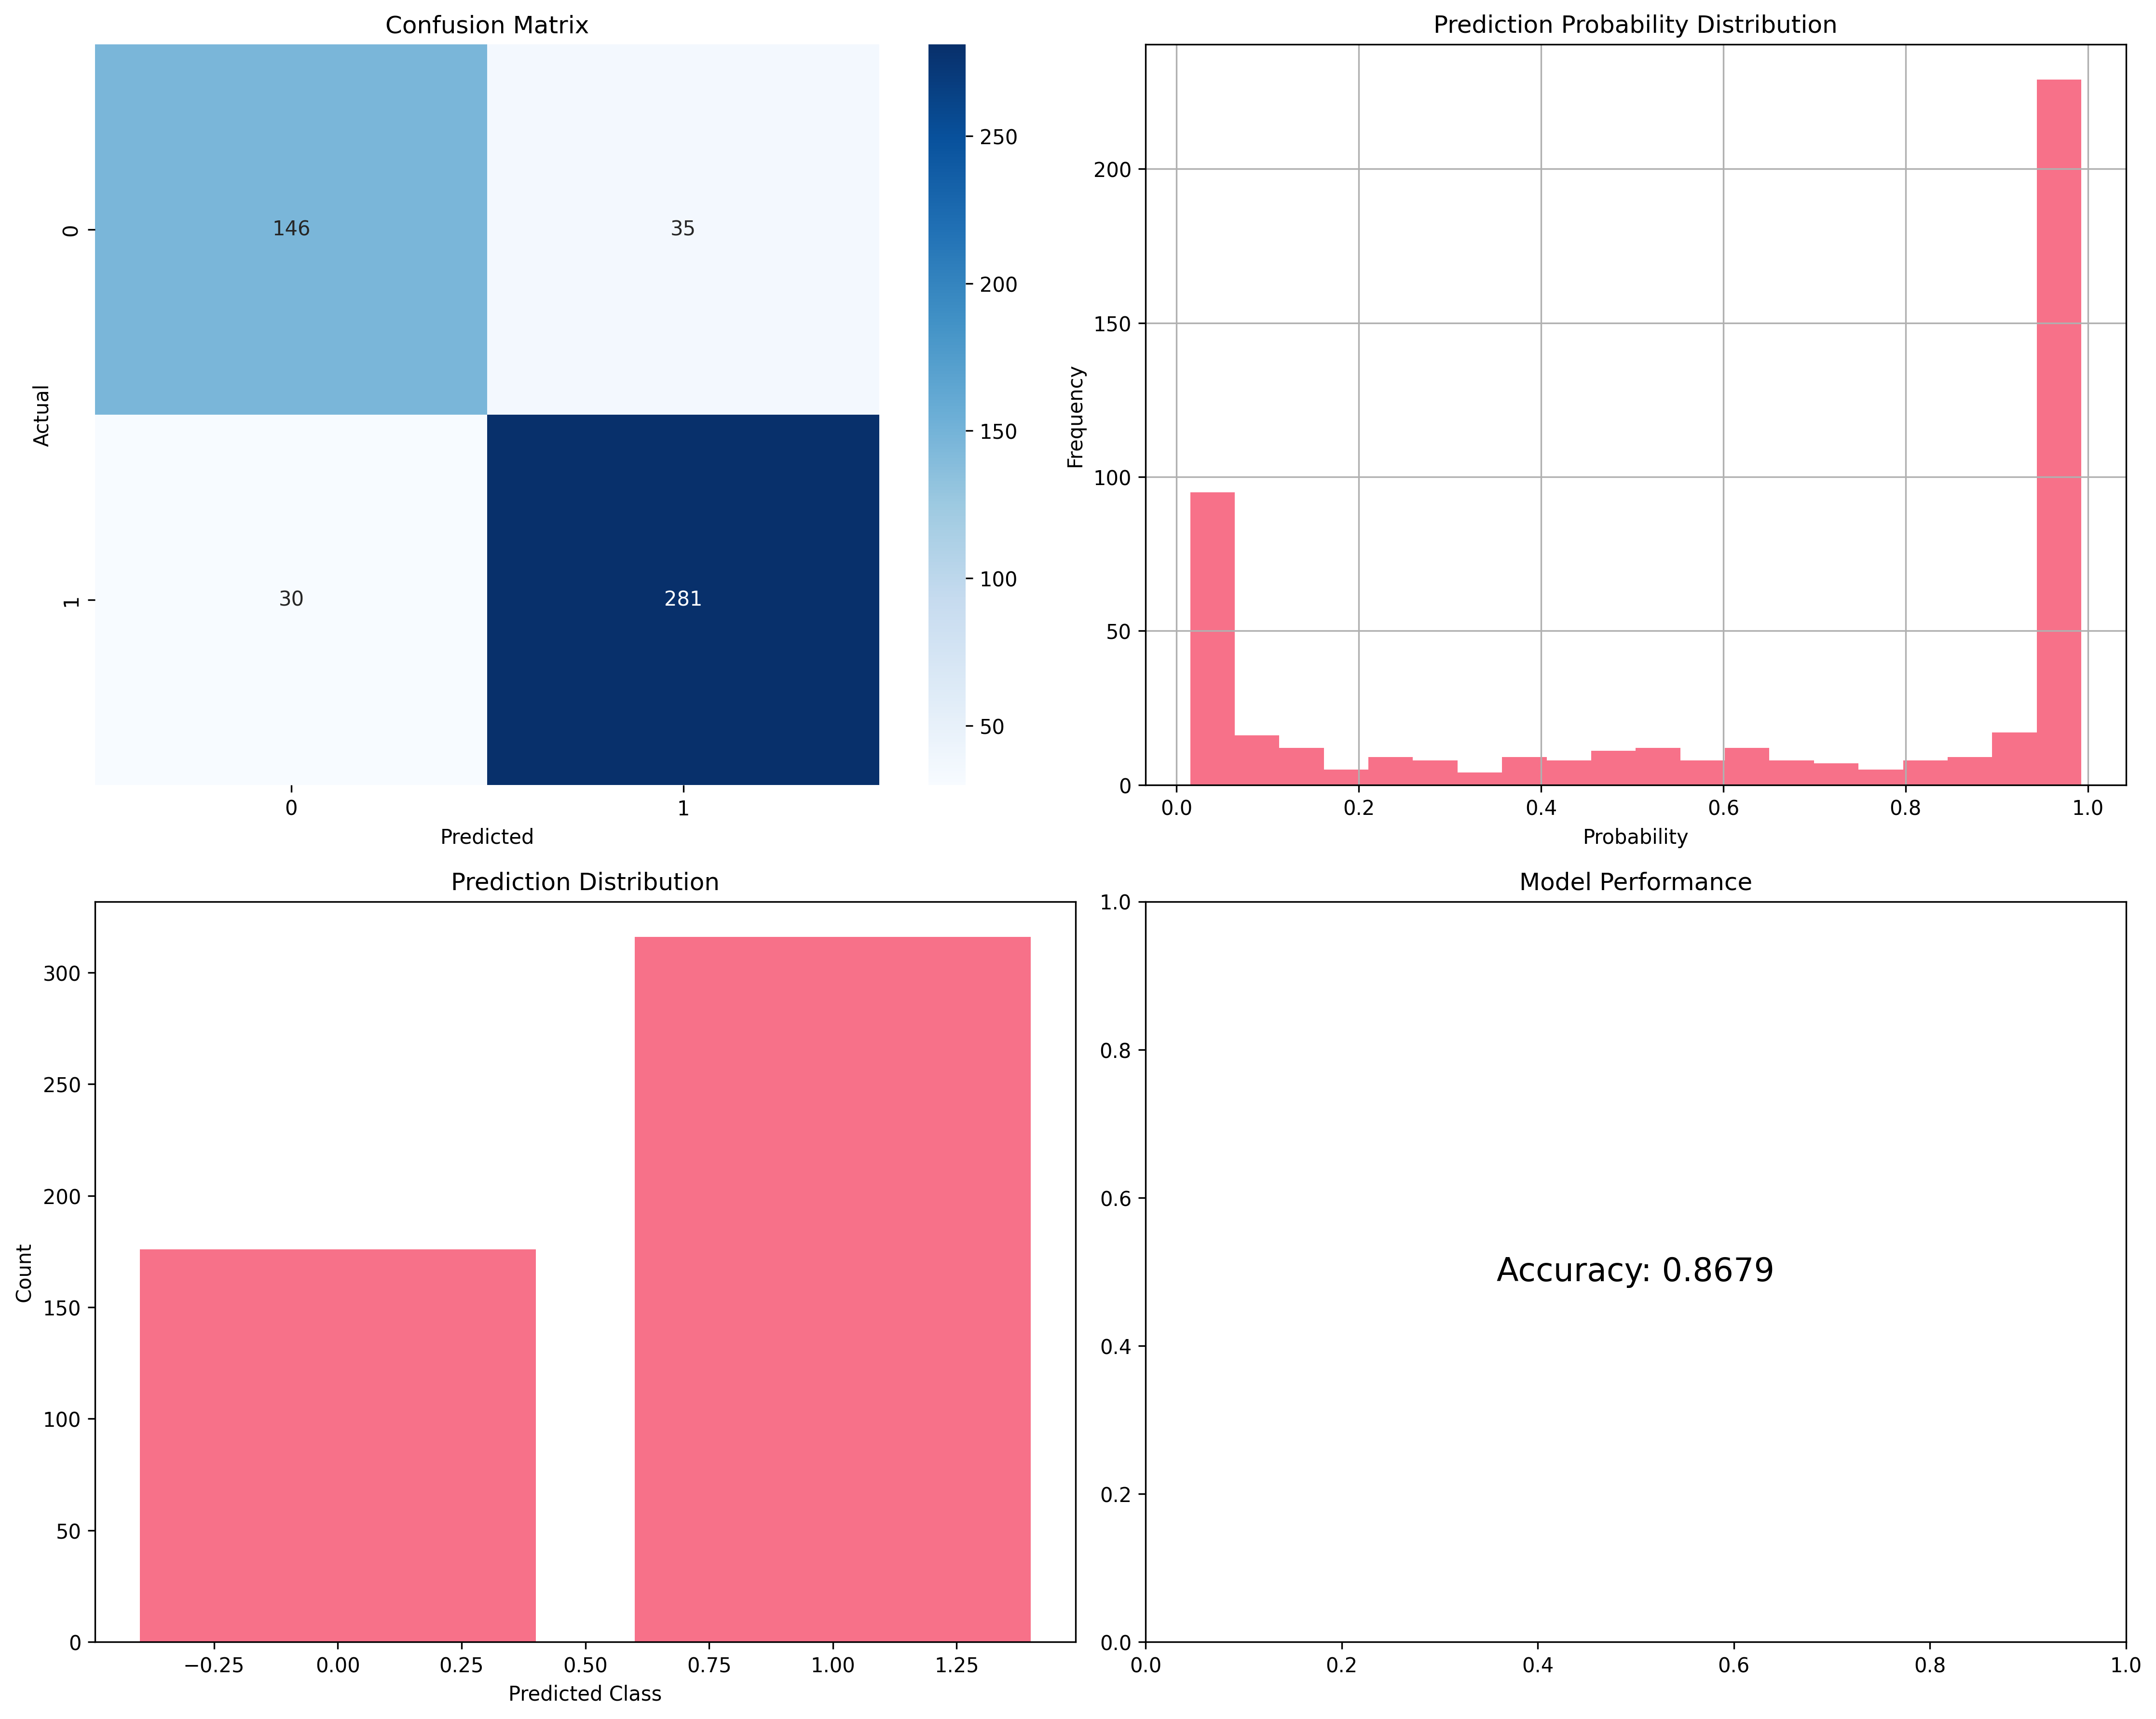 Confusion Matrix
0
1
Actual
146
35
30
281
0
1
Predicted
250
200
150
100
50
Prediction Probability Distribution
Frequency
200
150
100
50
0
0.0 0.2 0.4 0.6 0.8 1.0
Probability
Prediction Distribution
Count
300
250
200
150
100
50
0
−0.25 0.00 0.25 0.50 0.75 1.00 1.25
Predicted Class
Model Performance
1.0
0.8
0.6
0.4
0.2
0.0
Accuracy: 0.8679
0.0 0.2 0.4 0.6 0.8 1.0